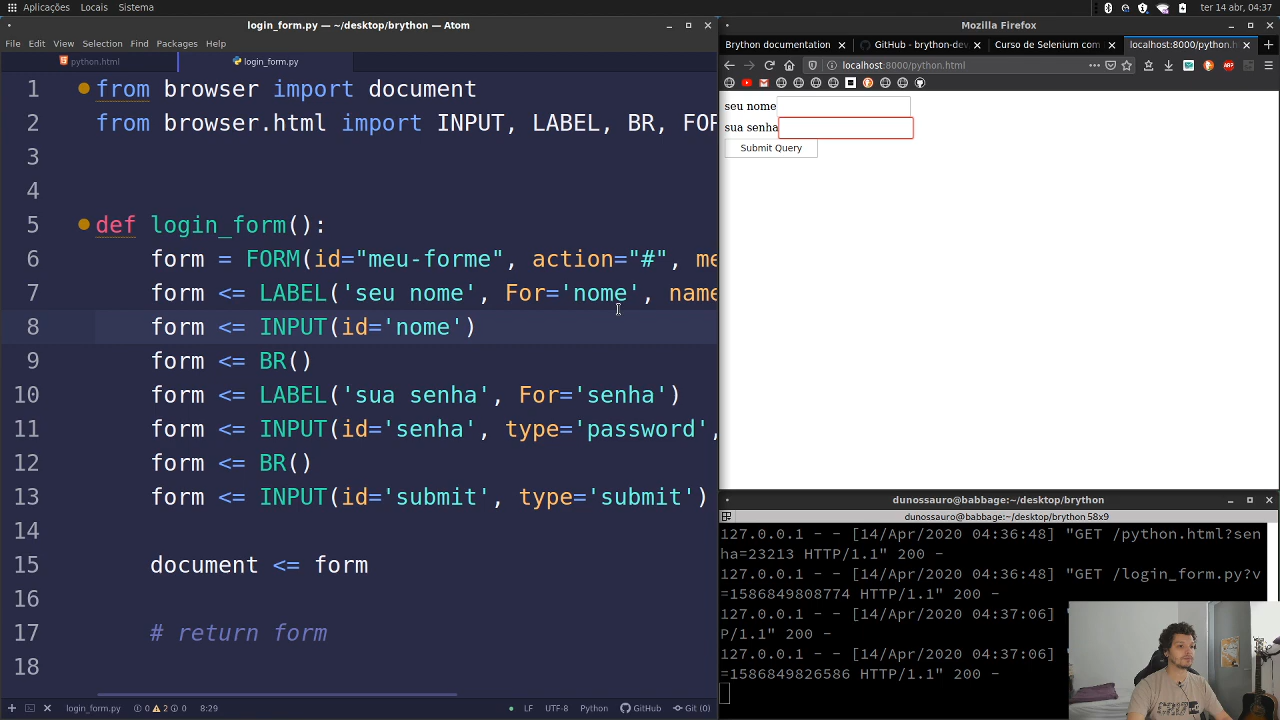 Aplicações Locais Sistema
ter 14 abr, 04:37
login_form.py — ~/desktop/brython — Atom
File Edit View Selection Find Packages Help
python.html login_form.py
1 from browser import document
2 from browser.html import INPUT, LABEL, BR, FOR
3
4
5 def login_form():
6 form = FORM(id="meu-forme", action="#", me
7 form <= LABEL('seu nome', For='nome', name
8 form <= INPUT(id='nome')
9 form <= BR()
10 form <= LABEL('sua senha', For='senha')
11 form <= INPUT(id='senha', type='password',
12 form <= BR()
13 form <= INPUT(id='submit', type='submit')
14
15 document <= form
16
17 # return form
18
login_form.py 0 2 0 8:29
LF UTF-8 Python GitHub Git (0)
Mozilla Firefox
Brython documentation GitHub - brython-dev Curso de Selenium com localhost:8000/python.h
localhost:8000/python.html
ABP
seu nome
sua senha
Submit Query
dunossauro@babbage:~/desktop/brython
dunossauro@babbage:~/desktop/brython 58x9
127.0.0.1 - - [14/Apr/2020 04:36:48] "GET /python.html?sen
ha=23213 HTTP/1.1" 200 -
127.0.0.1 - - [14/Apr/2020 04:36:48] "GET /login_form.py?v
=1586849808774 HTTP/1.1" 200 -
127.0.0.1 - - [14/Apr/2020 04:37:06] "
P/1.1" 200 -
127.0.0.1 - - [14/Apr/2020 04:37:06] "
=1586849826586 HTTP/1.1" 200 -